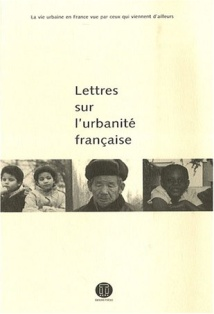 La vie urbaine en France vue par ceux qui viennent d'ailleurs
Lettres
sur
l'urbanité
française